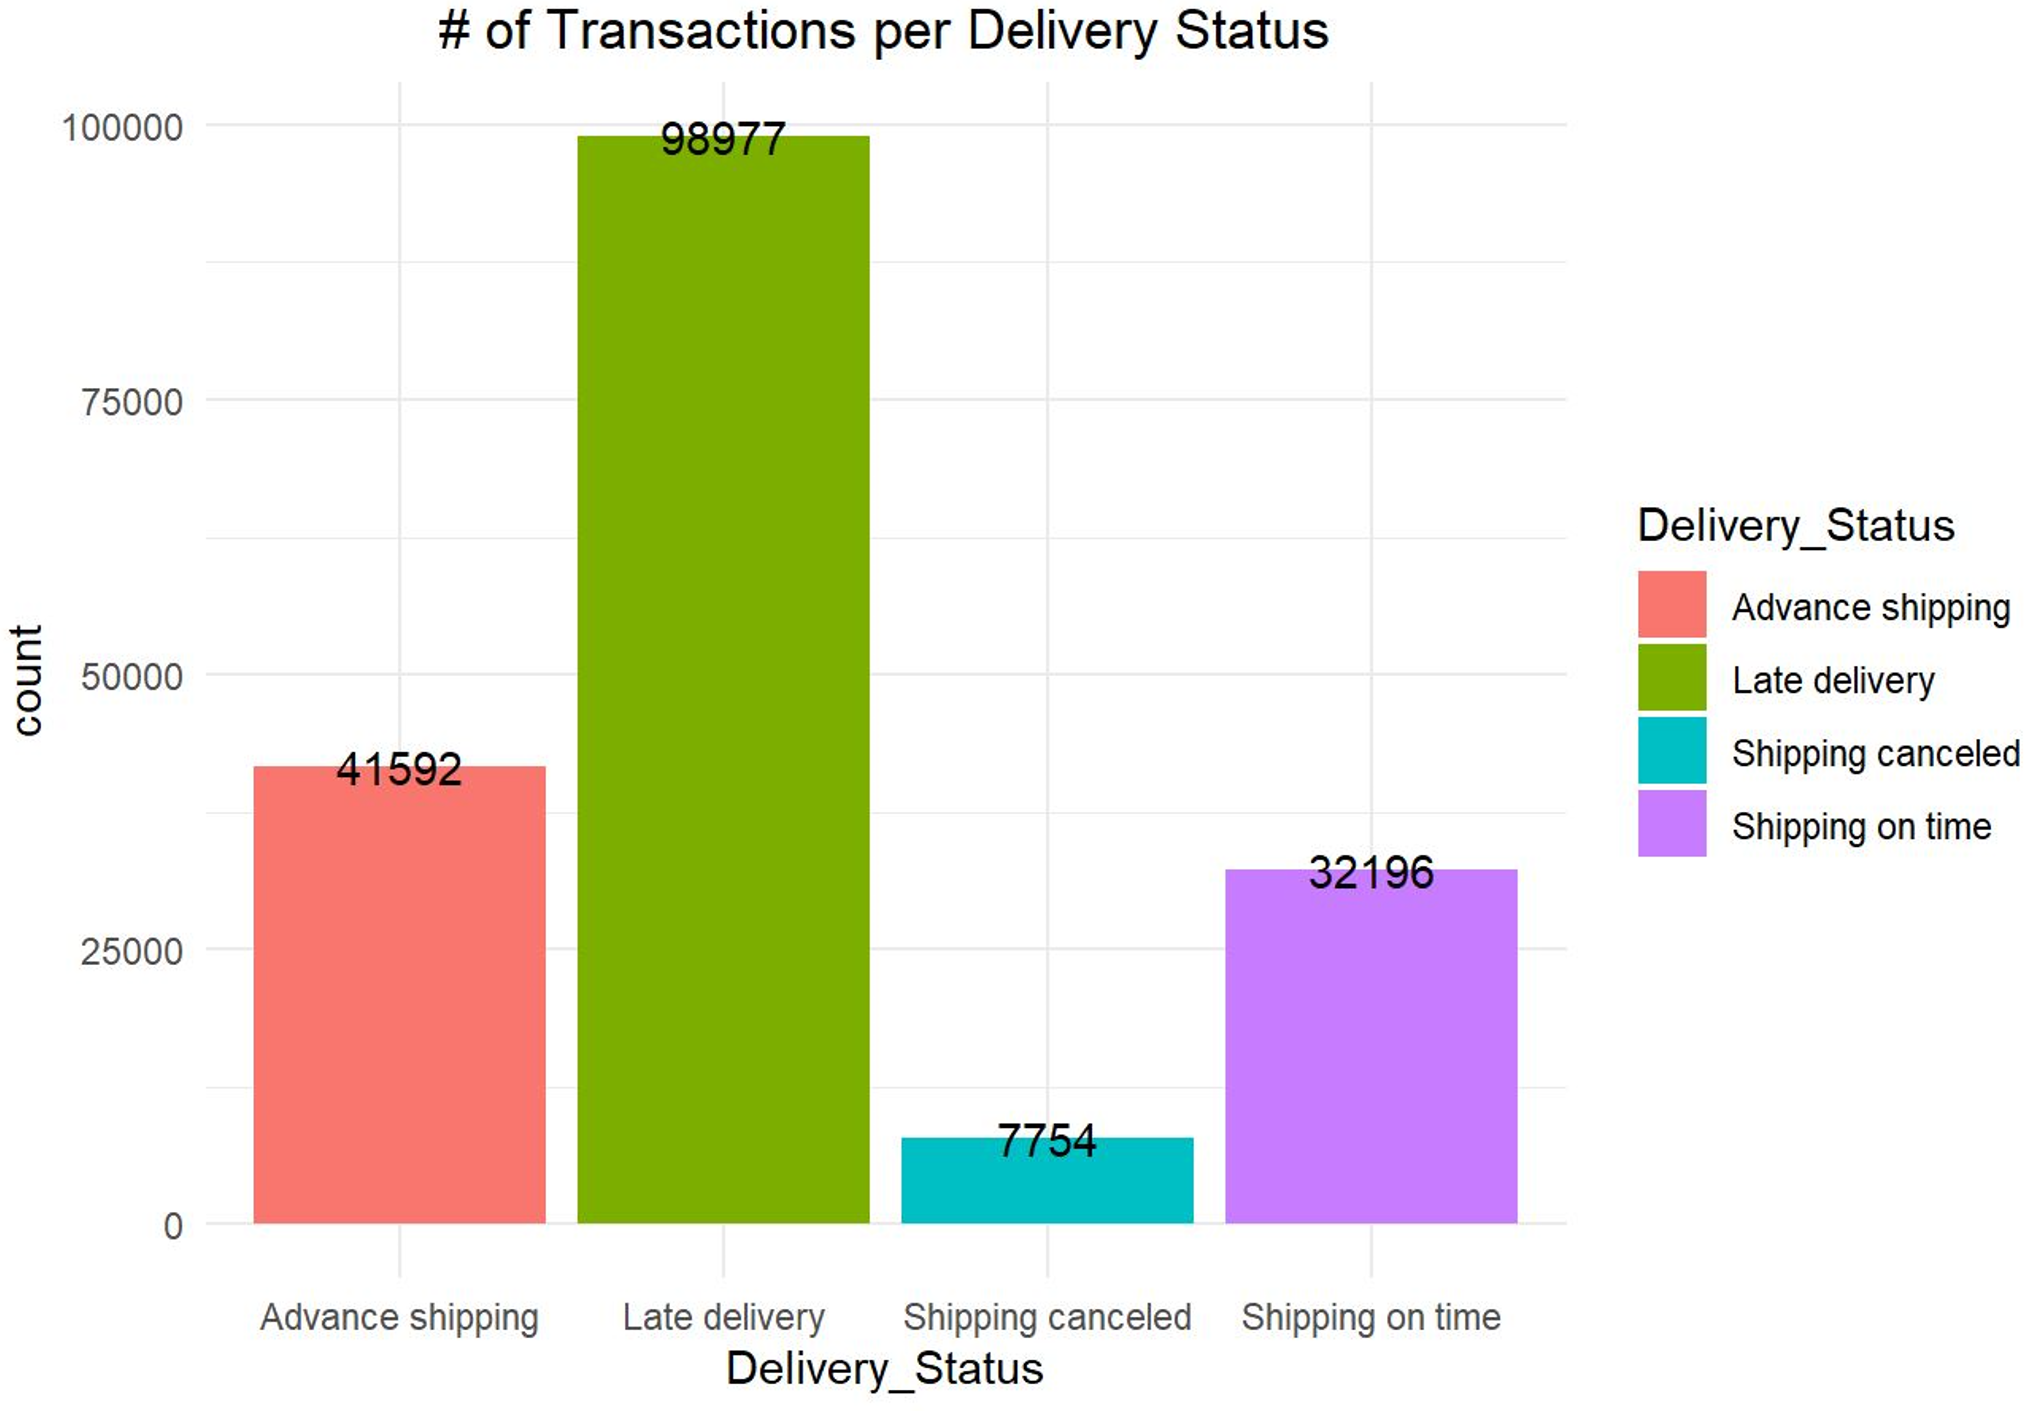 # of Transactions per Delivery Status
100000
75000
50000
25000
0
count
98977
41592
7754
32196
Advance shipping
Late delivery
Shipping canceled
Shipping on time
Delivery_Status
Delivery_Status
Advance shipping
Late delivery
Shipping canceled
Shipping on time